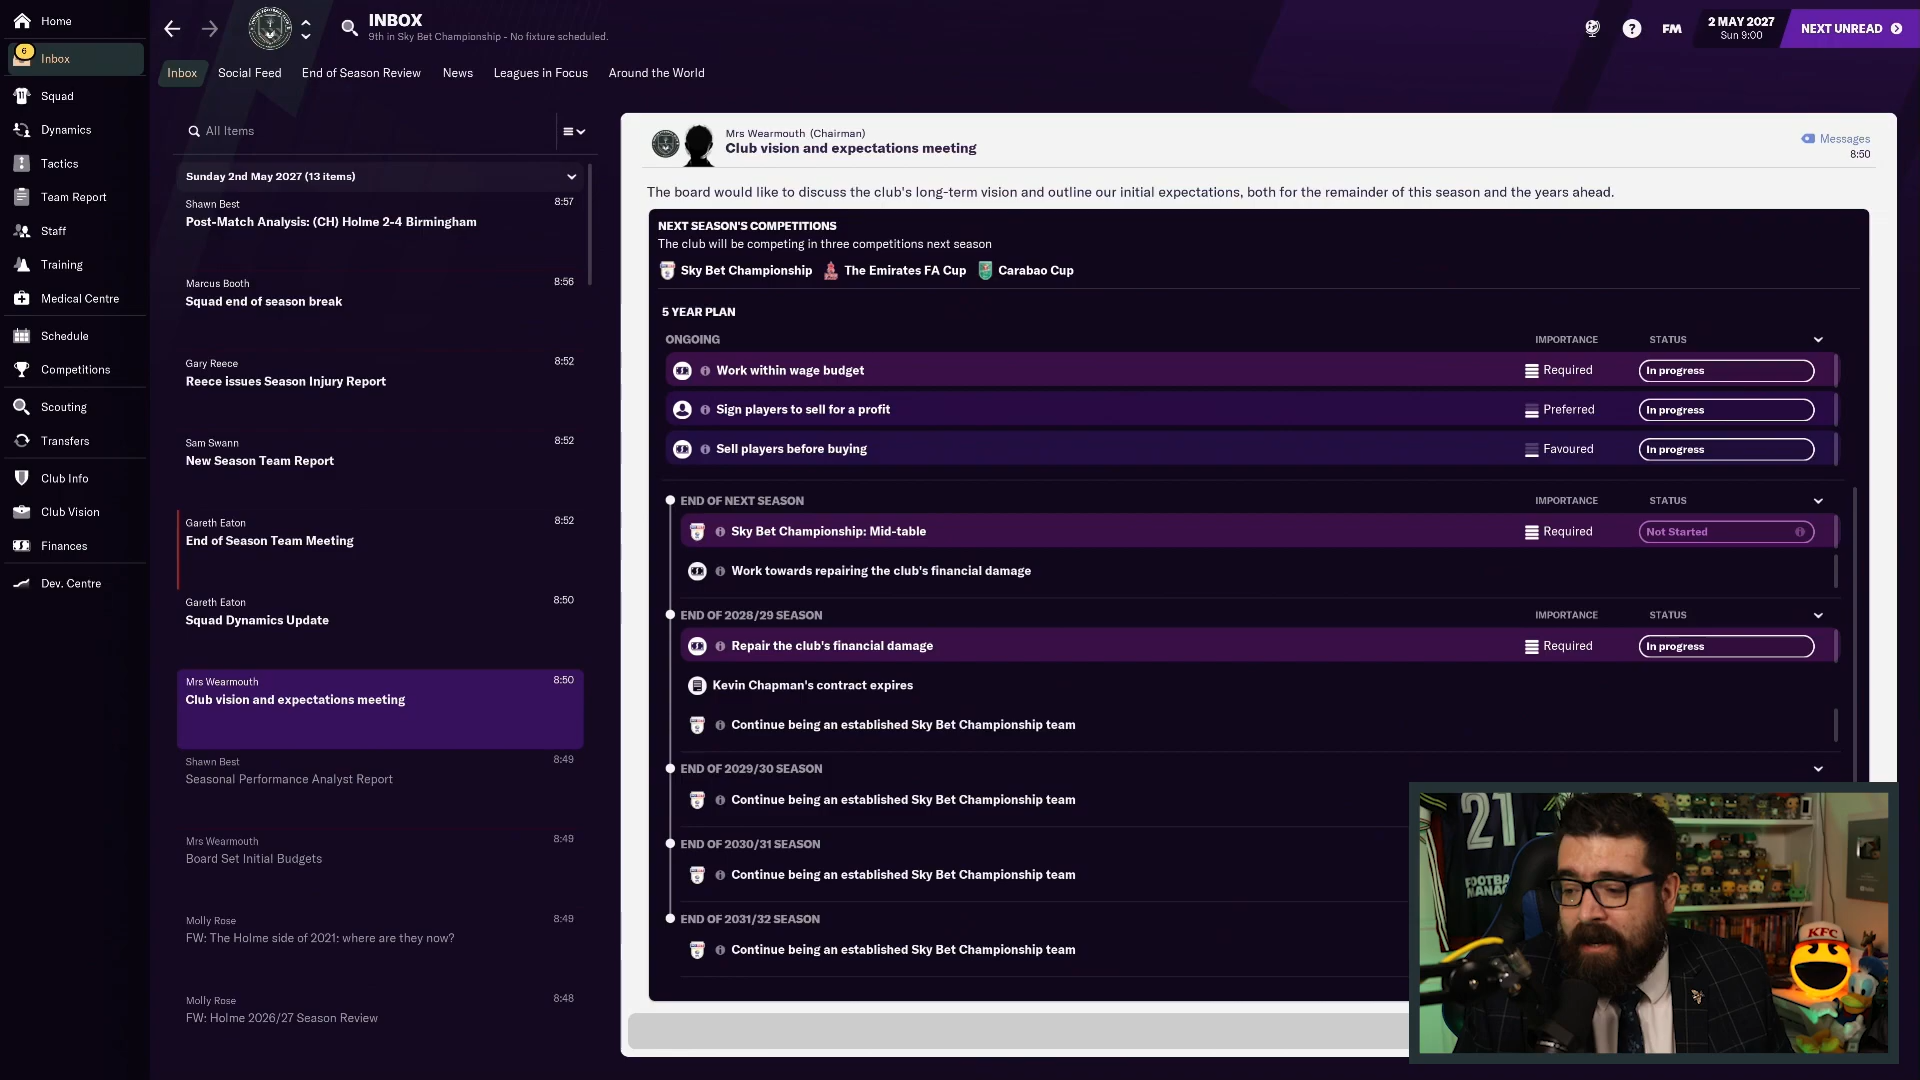 Home
6
Inbox
Squad
Dynamics
Tactics
Team Report
Staff
Training
Medical Centre
Schedule
Competitions
Scouting
Transfers
Club Info
Club Vision
Finances
Dev. Centre
INBOX
9th in Sky Bet Championship - No fixture scheduled.
FM
2 MAY 2027
Sun 9:00
NEXT UNREAD
Inbox
Social Feed
End of Season Review
News
Leagues in Focus
Around the World
All Items
Sunday 2nd May 2027 (13 items)
Shawn Best 8:57
Post-Match Analysis: (CH) Holme 2-4 Birmingham
Marcus Booth 8:56
Squad end of season break
Gary Reece 8:52
Reece issues Season Injury Report
Sam Swann 8:52
New Season Team Report
Gareth Eaton 8:52
End of Season Team Meeting
Gareth Eaton 8:50
Squad Dynamics Update
Mrs Wearmouth 8:50
Club vision and expectations meeting
Shawn Best 8:49
Seasonal Performance Analyst Report
Mrs Wearmouth 8:49
Board Set Initial Budgets
Molly Rose 8:49
FW: The Holme side of 2021: where are they now?
Molly Rose 8:48
FW: Holme 2026/27 Season Review
Mrs Wearmouth (Chairman)
Club vision and expectations meeting
Messages
8:50
The board would like to discuss the club's long-term vision and outline our initial expectations, both for the remainder of this season and the years ahead.
NEXT SEASON'S COMPETITIONS
The club will be competing in three competitions next season
Sky Bet Championship The Emirates FA Cup Carabao Cup
5 YEAR PLAN
ONGOING IMPORTANCE STATUS
Work within wage budget Required In progress
Sign players to sell for a profit Preferred In progress
Sell players before buying Favoured In progress
END OF NEXT SEASON IMPORTANCE STATUS
Sky Bet Championship: Mid-table Required Not Started
Work towards repairing the club's financial damage
END OF 2028/29 SEASON IMPORTANCE STATUS
Repair the club's financial damage Required In progress
Kevin Chapman's contract expires
Continue being an established Sky Bet Championship team
END OF 2029/30 SEASON
Continue being an established Sky Bet Championship team
END OF 2030/31 SEASON
Continue being an established Sky Bet Championship team
END OF 2031/32 SEASON
Continue being an established Sky Bet Championship team
21
KFC